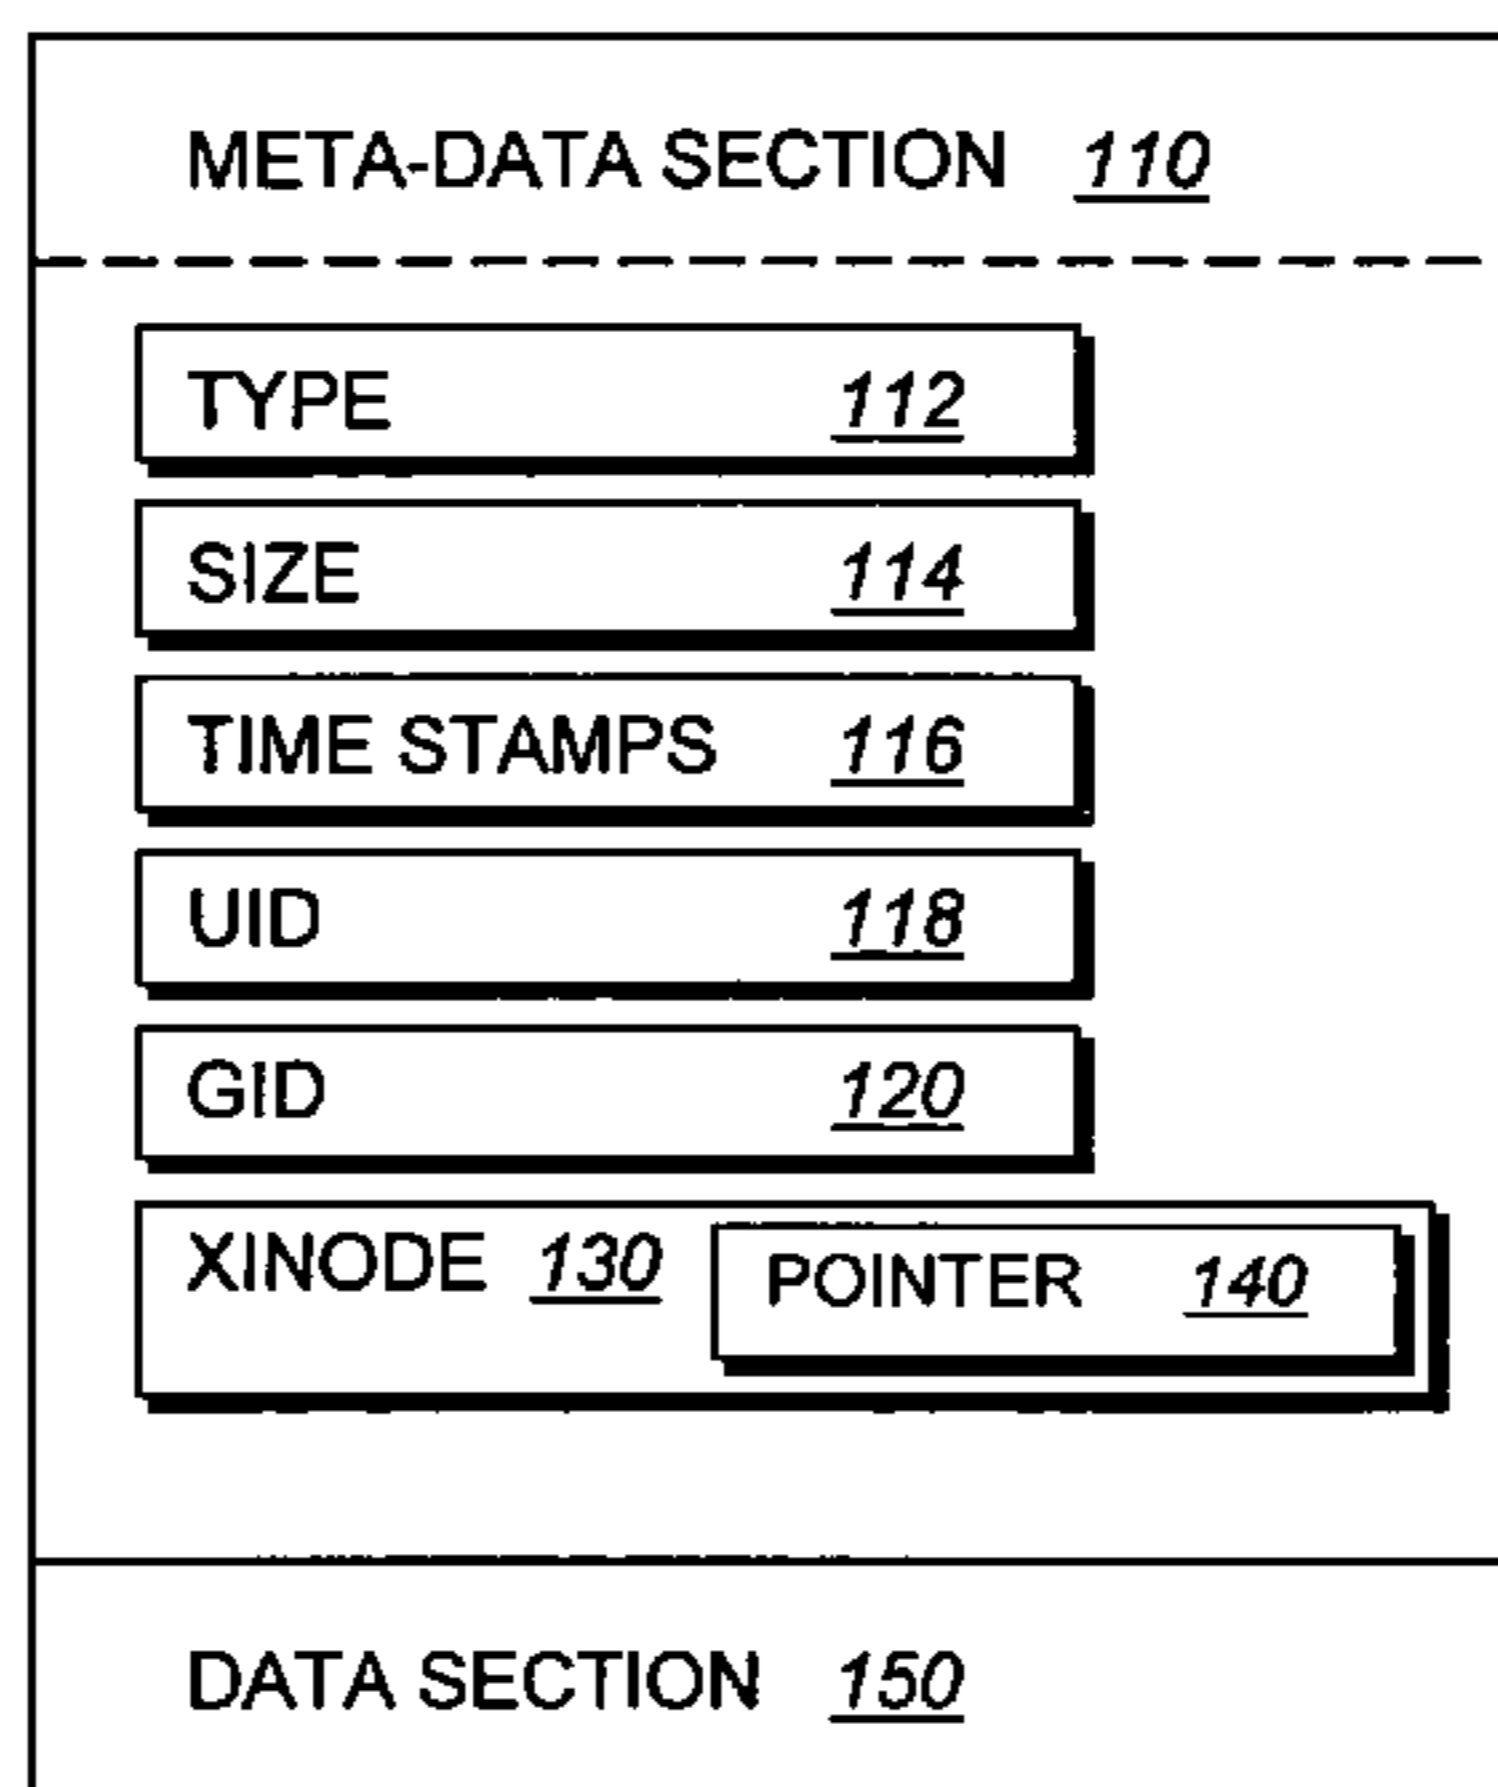 META-DATA SECTION 110
TYPE 112
SIZE 114
TIME STAMPS 116
UID 118
GID 120
XINODE 130 POINTER 140
DATA SECTION 150